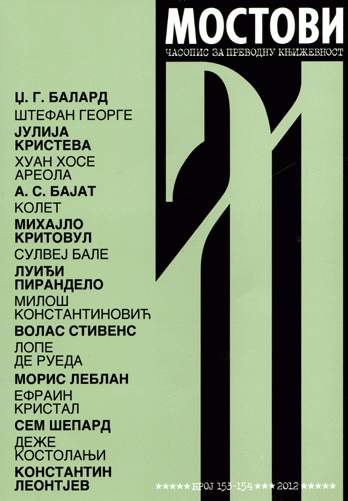 МОСТОВИ
ЧАСОПИС ЗА ПРЕВОДНУ КЊИЖЕВНОСТ
Џ. Г. БАЛАРД
ШТЕФАН ГЕОРГЕ
ЈУЛИЈА
КРИСТЕВА
ХУАН ХОСЕ
АРЕОЛА
А. С. БАЈАТ
КОЛЕТ
МИХАЈЛО
КРИТОВУЛ
СУЛВЕЈ БАЛЕ
ЛУИЂИ
ПИРАНДЕЛО
МИЛОШ
КОНСТАНТИНОВИЋ
ВОЛАС СТИВЕНС
ЛОПЕ
ДЕ РУЕДА
МОРИС ЛЕБЛАН
ЕФРАИН
КРИСТАЛ
СЕМ ШЕПАРД
ДЕЖЕ
КОСТОЛАЊИ
КОНСТАНТИН
ЛЕОНТЈЕВ
★★★★★ БРОЈ 153-154 ★★★ 2012 ★★★★★